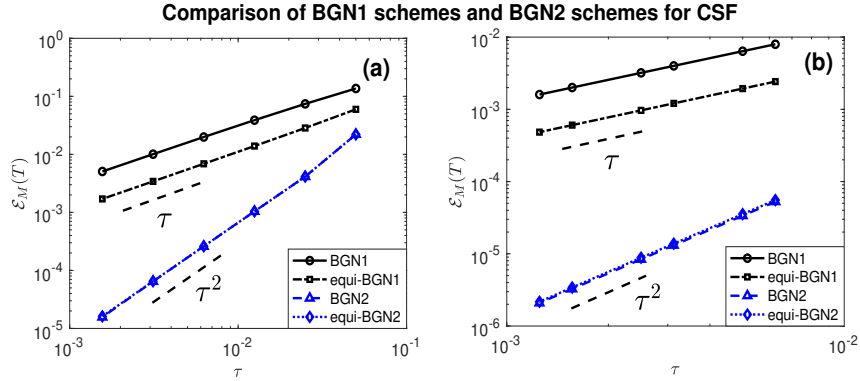 Comparison of BGN1 schemes and BGN2 schemes for CSF
(a)
10^0
10^-1
10^-2
10^-3
10^-4
10^-5
ℰ_M(T)
τ
τ^2
BGN1
equi-BGN1
BGN2
equi-BGN2
10^-3
10^-2
10^-1
τ
(b)
10^-2
10^-3
10^-4
10^-5
10^-6
ℰ_M(T)
τ
τ^2
BGN1
equi-BGN1
BGN2
equi-BGN2
10^-3
10^-2
τ